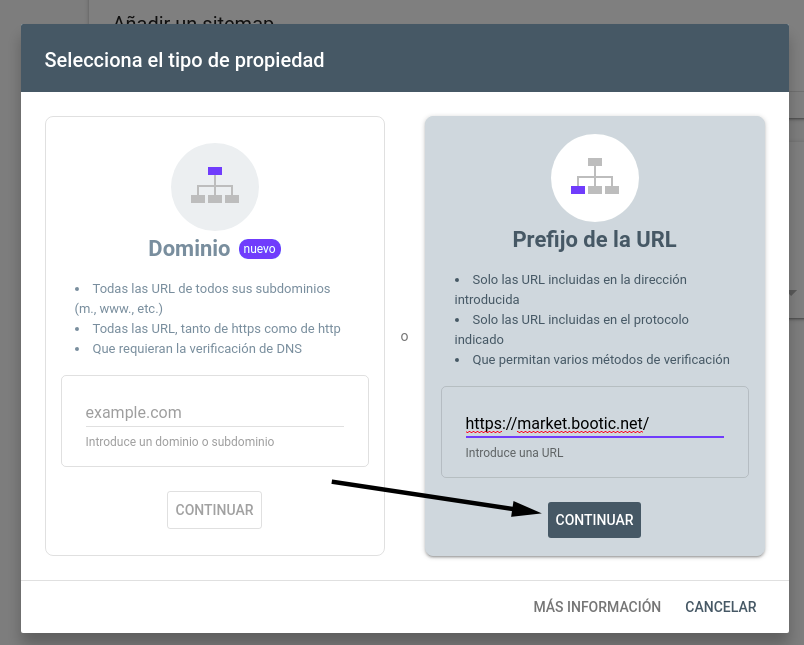 Añadir un sitemap
Selecciona el tipo de propiedad
Dominio nuevo
• Todas las URL de todos sus subdominios
(m., www., etc.)
• Todas las URL, tanto de https como de http
• Que requieran la verificación de DNS
example.com
Introduce un dominio o subdominio
CONTINUAR
o
Prefijo de la URL
• Solo las URL incluidas en la dirección
introducida
• Solo las URL incluidas en el protocolo
indicado
• Que permitan varios métodos de verificación
https://market.bootic.net/
Introduce una URL
CONTINUAR
MÁS INFORMACIÓN
CANCELAR